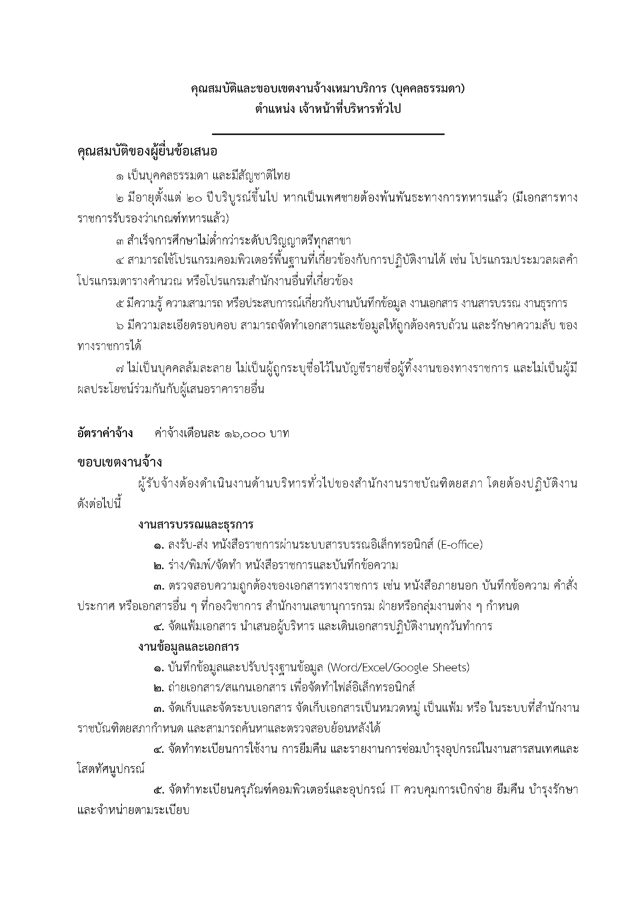 คุณสมบัติและขอบเขตงานจ้างเหมาบริการ (บุคคลธรรมดา)
ตำแหน่ง เจ้าหน้าที่บริหารทั่วไป
คุณสมบัติของผู้ยื่นข้อเสนอ
๑ เป็นบุคคลธรรมดา และมีสัญชาติไทย
๒ มีอายุตั้งแต่ ๒๐ ปีบริบูรณ์ขึ้นไป หากเป็นเพศชายต้องพ้นพันธะทางการทหารแล้ว (มีเอกสารทาง
ราชการรับรองว่าเกณฑ์ทหารแล้ว)
๓ สำเร็จการศึกษาไม่ต่ำกว่าระดับปริญญาตรีทุกสาขา
๔ สามารถใช้โปรแกรมคอมพิวเตอร์พื้นฐานที่เกี่ยวข้องกับการปฏิบัติงานได้ เช่น โปรแกรมประมวลผลคำ
โปรแกรมตารางคำนวณ หรือโปรแกรมสำนักงานอื่นที่เกี่ยวข้อง
๕ มีความรู้ ความสามารถ หรือประสบการณ์เกี่ยวกับงานบันทึกข้อมูล งานเอกสาร งานสารบรรณ งานธุรการ
๖ มีความละเอียดรอบคอบ สามารถจัดทำเอกสารและข้อมูลให้ถูกต้องครบถ้วน และรักษาความลับ ของ
ทางราชการได้
๗ ไม่เป็นบุคคลล้มละลาย ไม่เป็นผู้ถูกระบุชื่อไว้ในบัญชีรายชื่อผู้ทิ้งงานของทางราชการ และไม่เป็นผู้มี
ผลประโยชน์ร่วมกันกับผู้เสนอราคารายอื่น
อัตราค่าจ้าง ค่าจ้างเดือนละ ๑๖,๐๐๐ บาท
ขอบเขตงานจ้าง
ผู้รับจ้างต้องดำเนินงานด้านบริหารทั่วไปของสำนักงานราชบัณฑิตยสภา โดยต้องปฏิบัติงาน
ดังต่อไปนี้
งานสารบรรณและธุรการ
๑. ลงรับ-ส่ง หนังสือราชการผ่านระบบสารบรรณอิเล็กทรอนิกส์ (E-office)
๒. ร่าง/พิมพ์/จัดทำ หนังสือราชการและบันทึกข้อความ
๓. ตรวจสอบความถูกต้องของเอกสารทางราชการ เช่น หนังสือภายนอก บันทึกข้อความ คำสั่ง
ประกาศ หรือเอกสารอื่น ๆ ที่กองวิชาการ สำนักงานเลขานุการกรม ฝ่ายหรือกลุ่มงานต่าง ๆ กำหนด
๔. จัดแฟ้มเอกสาร นำเสนอผู้บริหาร และเดินเอกสารปฏิบัติงานทุกวันทำการ
งานข้อมูลและเอกสาร
๑. บันทึกข้อมูลและปรับปรุงฐานข้อมูล (Word/Excel/Google Sheets)
๒. ถ่ายเอกสาร/สแกนเอกสาร เพื่อจัดทำไฟล์อิเล็กทรอนิกส์
๓. จัดเก็บและจัดระบบเอกสาร จัดเก็บเอกสารเป็นหมวดหมู่ เป็นแฟ้ม หรือ ในระบบที่สำนักงาน
ราชบัณฑิตยสภากำหนด และสามารถค้นหาและตรวจสอบย้อนหลังได้
๔. จัดทำทะเบียนการใช้งาน การยืมคืน และรายงานการซ่อมบำรุงอุปกรณ์ในงานสารสนเทศและ
โสตทัศนูปกรณ์
๕. จัดทำทะเบียนครุภัณฑ์คอมพิวเตอร์และอุปกรณ์ IT ควบคุมการเบิกจ่าย ยืมคืน บำรุงรักษา
และจำหน่ายตามระเบียบ